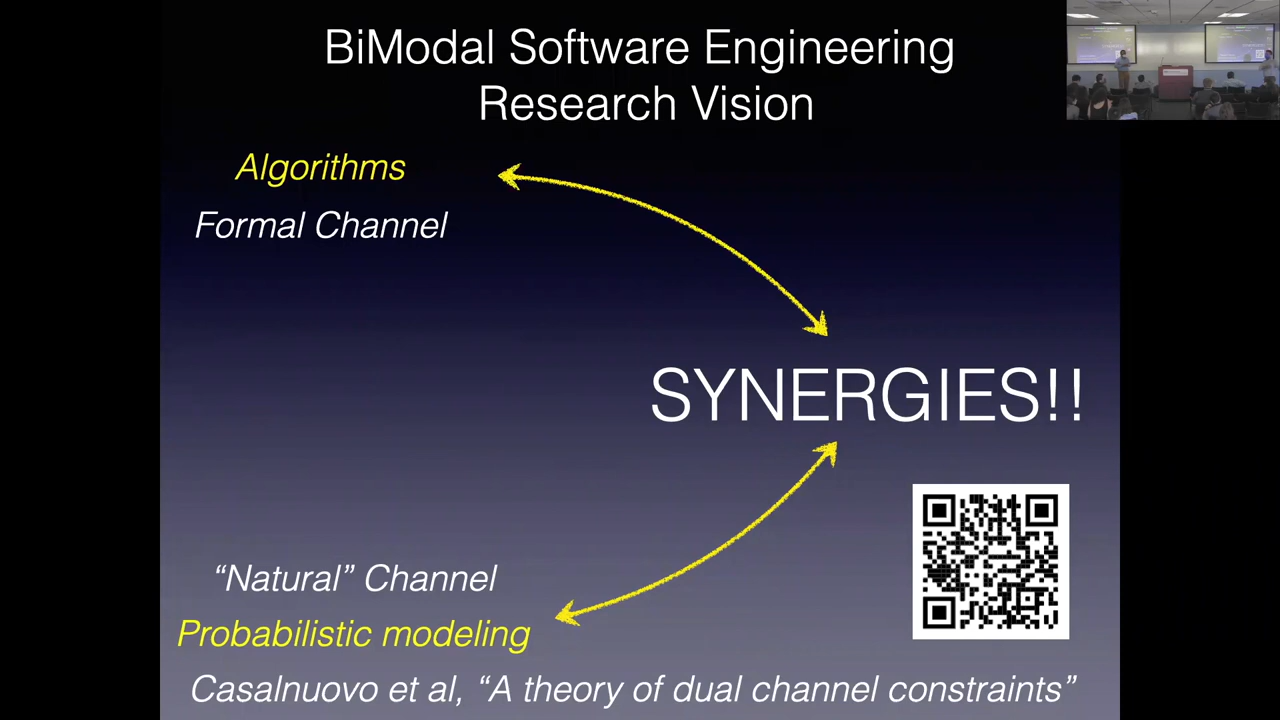 BiModal Software Engineering
Research Vision
Algorithms
Formal Channel
SYNERGIES!!
“Natural” Channel
Probabilistic modeling
Casalnuovo et al, “A theory of dual channel constraints”